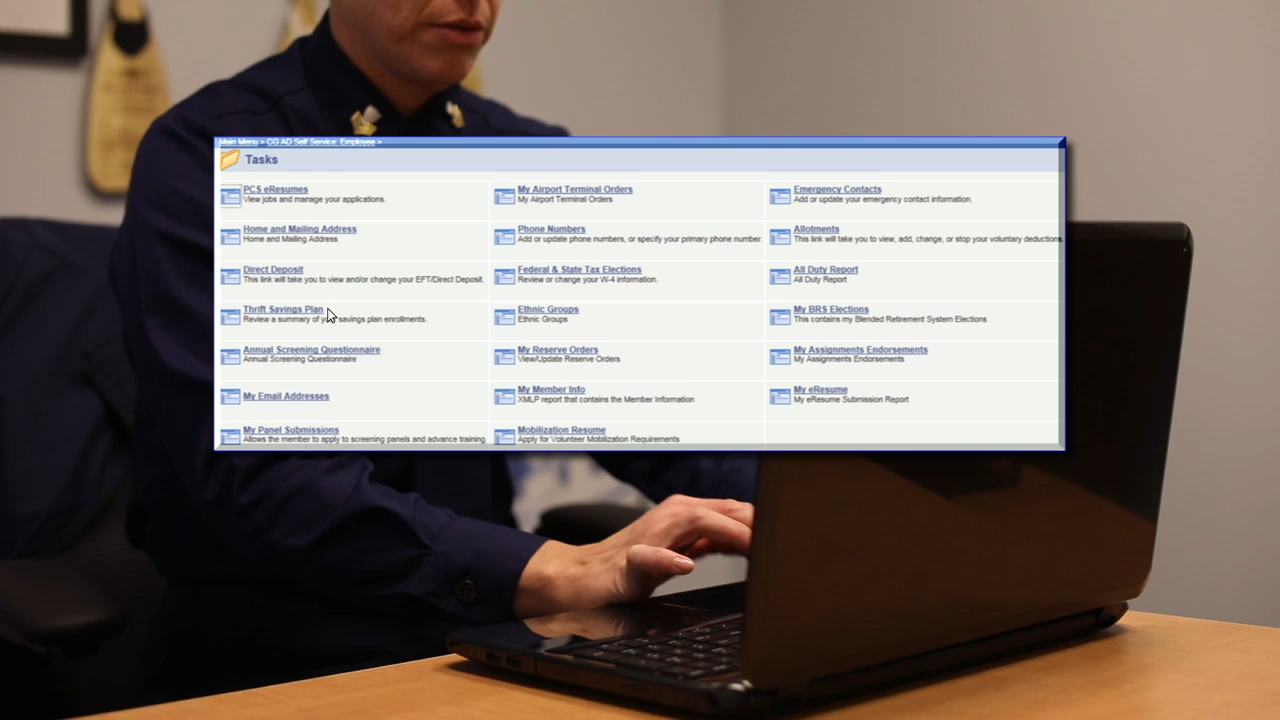 Main Menu > CG AD Self Service: Employee >
Tasks
PCS eResumes
View jobs and manage your applications.
My Airport Terminal Orders
My Airport Terminal Orders
Emergency Contacts
Add or update your emergency contact information.
Home and Mailing Address
Home and Mailing Address
Phone Numbers
Add or update phone numbers, or specify your primary phone number.
Allotments
This link will take you to view, add, change, or stop your voluntary deductions.
Direct Deposit
This link will take you to view and/or change your EFT/Direct Deposit.
Federal & State Tax Elections
Review or change your W-4 information.
All Duty Report
All Duty Report
Thrift Savings Plan
Review a summary of your savings plan enrollments.
Ethnic Groups
Ethnic Groups
My BRS Elections
This contains my Blended Retirement System Elections
Annual Screening Questionnaire
Annual Screening Questionnaire
My Reserve Orders
View/Update Reserve Orders
My Assignments Endorsements
My Assignments Endorsements
My Email Addresses
My Member Info
XMLP report that contains the Member Information
My eResume
My eResume Submission Report
My Panel Submissions
Allows the member to apply to screening panels and advance training
Mobilization Resume
Apply for Volunteer Mobilization Requirements